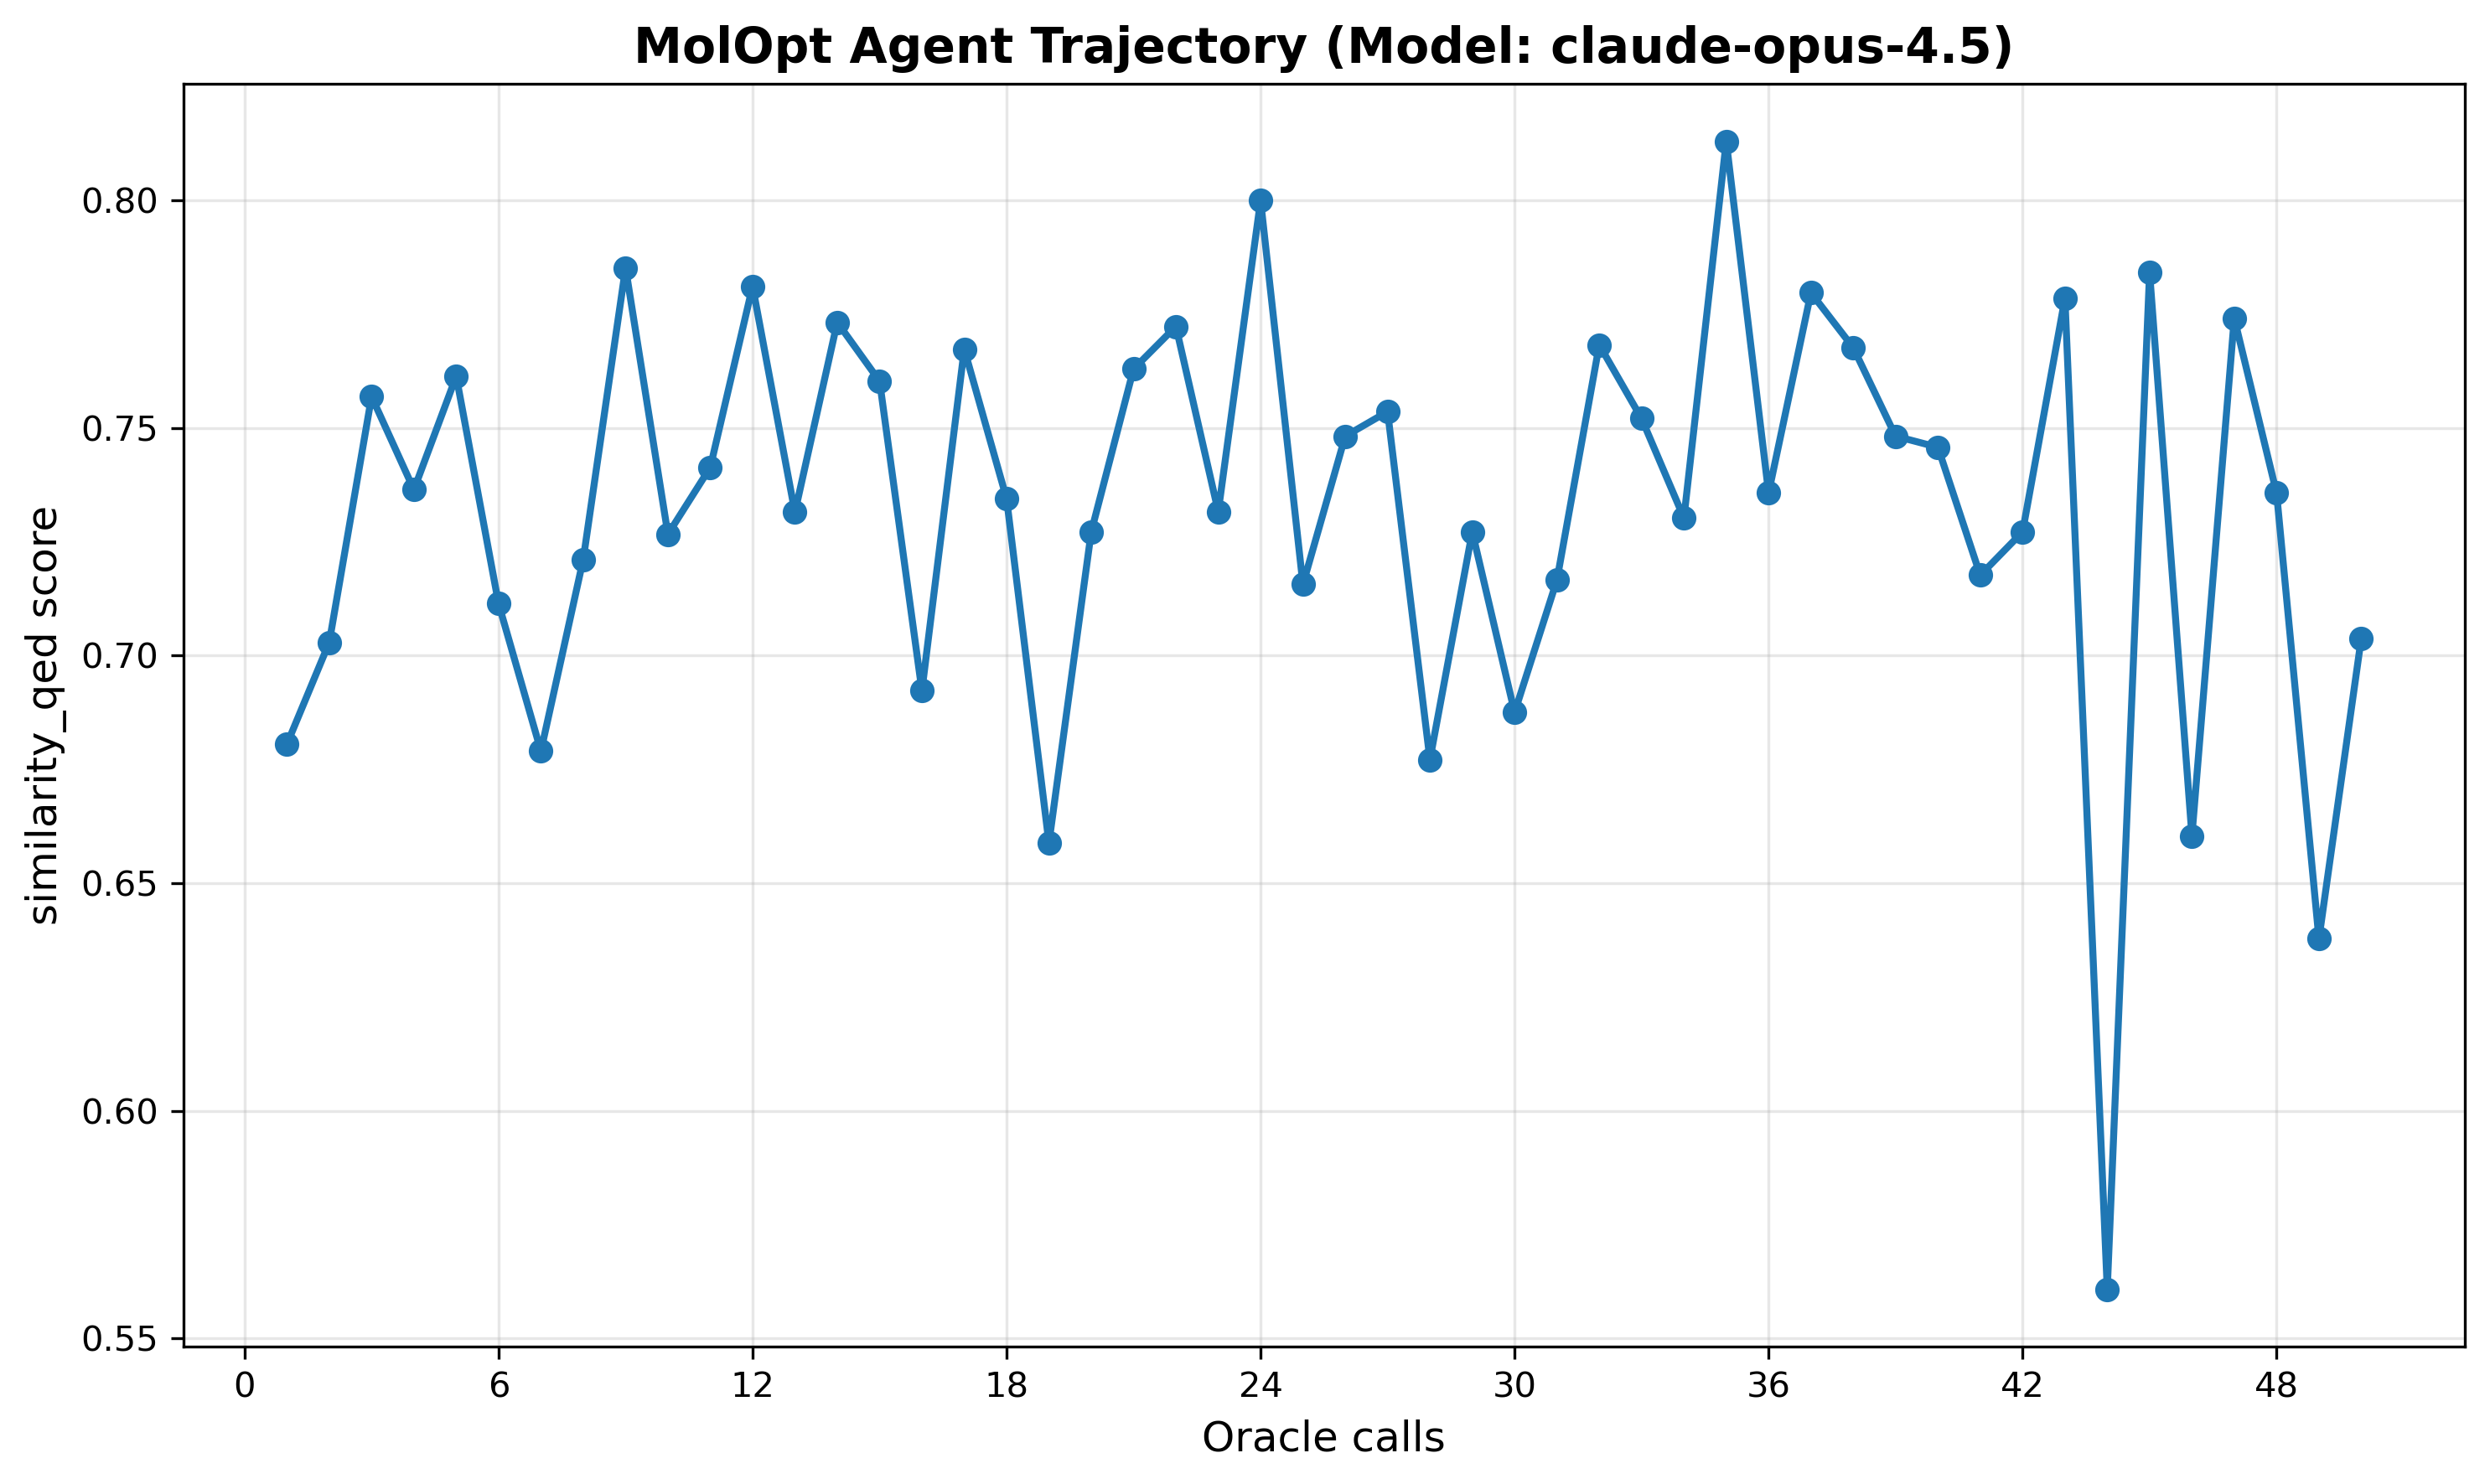 MolOpt Agent Trajectory (Model: claude-opus-4.5)
similarity_qed score
0.80
0.75
0.70
0.65
0.60
0.55
0 6 12 18 24 30 36 42 48
Oracle calls